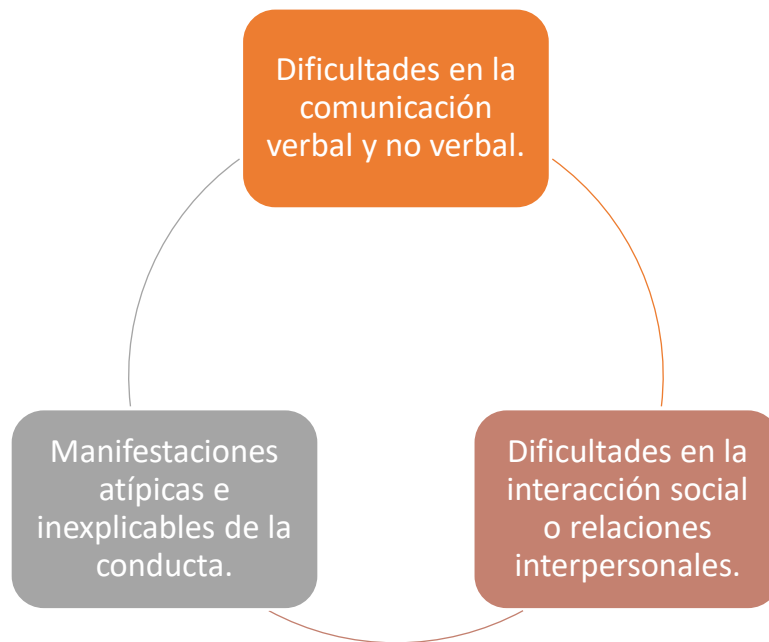 Dificultades en la
comunicación
verbal y no verbal.
Manifestaciones
atípicas e
inexplicables de la
conducta.
Dificultades en la
interacción social
o relaciones
interpersonales.